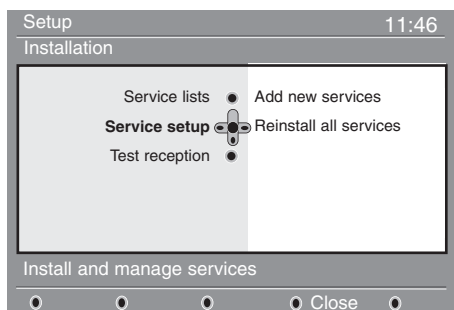 Setup 11:46
Installation
Service lists Add new services
Service setup Reinstall all services
Test reception
Install and manage services
Close